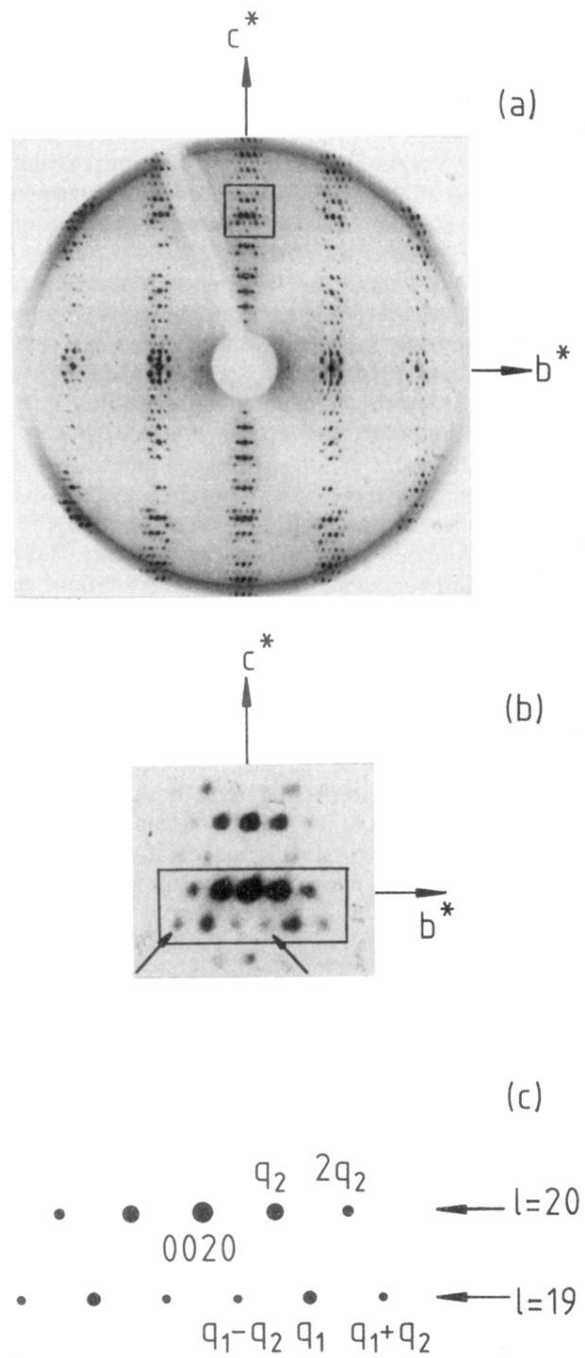 c*
(a)
b*
c*
(b)
b*
(c)
q₂ 2q₂
l=20
0020
l=19
q₁-q₂ q₁ q₁+q₂